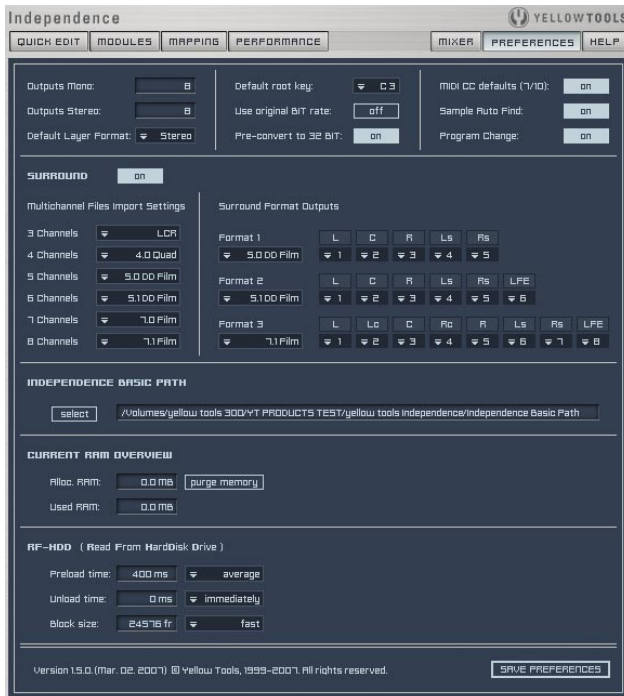 Independence
YELLOWTOOLS
QUICK EDIT MODULES MAPPING PERFORMANCE MIXER PREFERENCES HELP
Outputs Mono: 8 Default root key: C3 MIDI CC defaults (7/10): on
Outputs Stereo: 8 Use original BIT rate: off Sample Auto Find: on
Default Layer Format: Stereo Pre-convert to 32 BIT: on Program Change: on
SURROUND on
Multichannel Files Import Settings
3 Channels LCR
4 Channels 4.0 Quad
5 Channels 5.0 DD Film
6 Channels 5.1 DD Film
7 Channels 7.0 Film
8 Channels 7.1 Film
Surround Format Outputs
Format 1 L C R Ls Rs
5.0 DD Film 1 2 3 4 5
Format 2 L C R Ls Rs LFE
5.1 DD Film 1 2 3 4 5 6
Format 3 L Lc C Rc R Ls Rs LFE
7.1 Film 1 2 3 4 5 6 7 8
INDEPENDENCE BASIC PATH
select /Volumes/yellow tools 300/YT PRODUCTS TEST/yellow tools Independence/Independence Basic Path
CURRENT RAM OVERVIEW
Alloc. RAM: 0.0 MB purge memory
Used RAM: 0.0 MB
RF-HDD ( Read From HardDisk Drive )
Preload time: 400 ms average
Unload time: 0 ms immediately
Block size: 24576 fr fast
Version 1.5.0.(Mar. 02. 2007) © Yellow Tools, 1999-2007. All rights reserved.
SAVE PREFERENCES